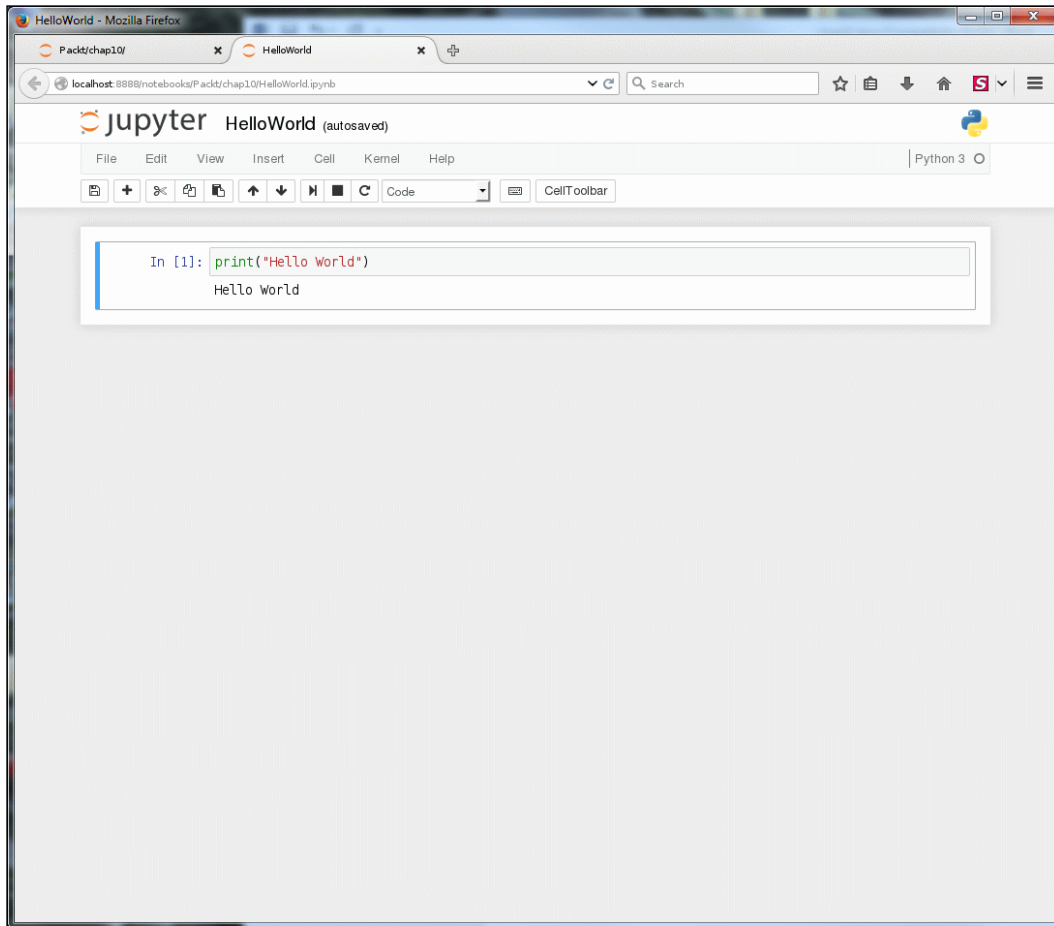 HelloWorld - Mozilla Firefox
Packt/chap10/ HelloWorld
localhost:8888/notebooks/Packt/chap10/HelloWorld.ipynb Search S
jupyter HelloWorld (autosaved)
File Edit View Insert Cell Kernel Help Python 3
Code CellToolbar
In [1]: print("Hello World")
Hello World